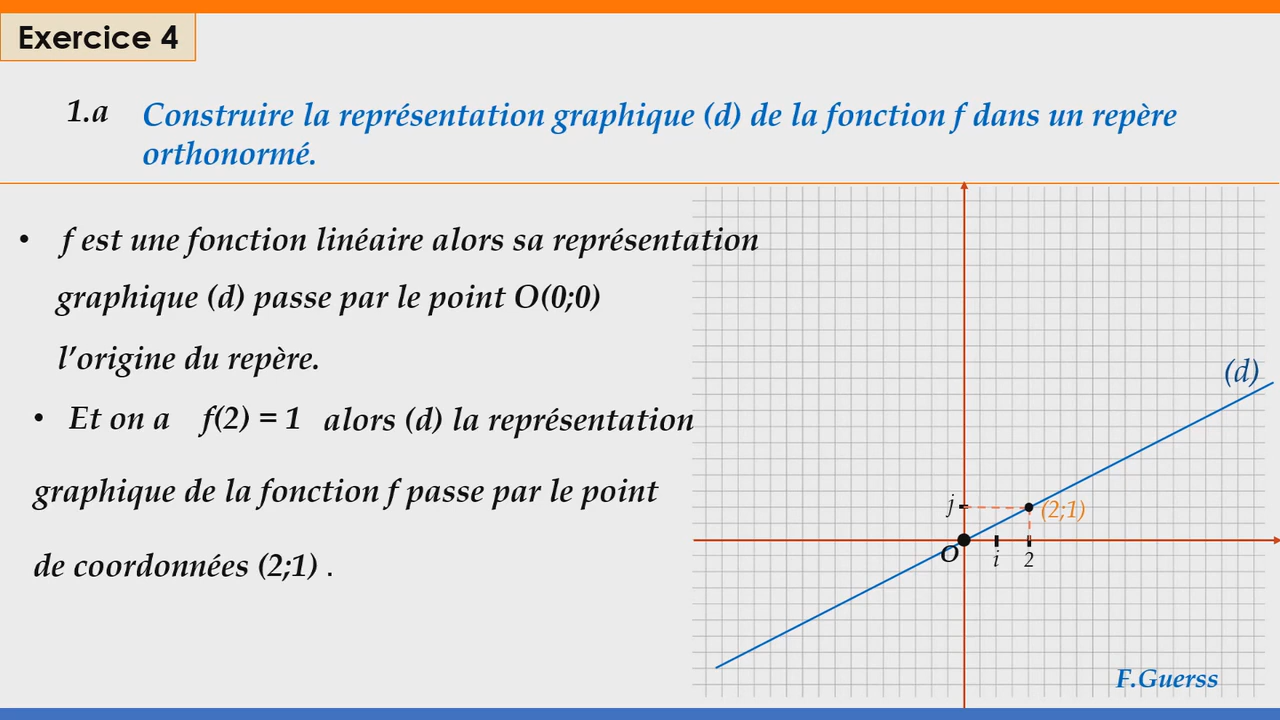 Exercice 4
1.a Construire la représentation graphique (d) de la fonction f dans un repère
orthonormé.
• f est une fonction linéaire alors sa représentation
graphique (d) passe par le point O(0;0)
l’origine du repère.
• Et on a f(2) = 1 alors (d) la représentation
graphique de la fonction f passe par le point
de coordonnées (2;1) .
(d)
j (2;1)
O i 2
F.Guerss